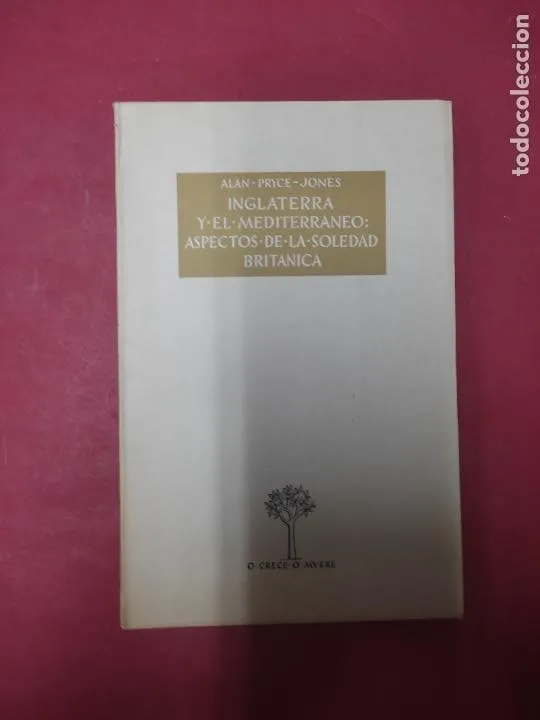 ALAN·PRYCE-JONES
INGLATERRA
Y·EL·MEDITERRANEO:
ASPECTOS·DE·LA·SOLEDAD
BRITANICA
O·CRECE·O·MVERE
todocoleccion